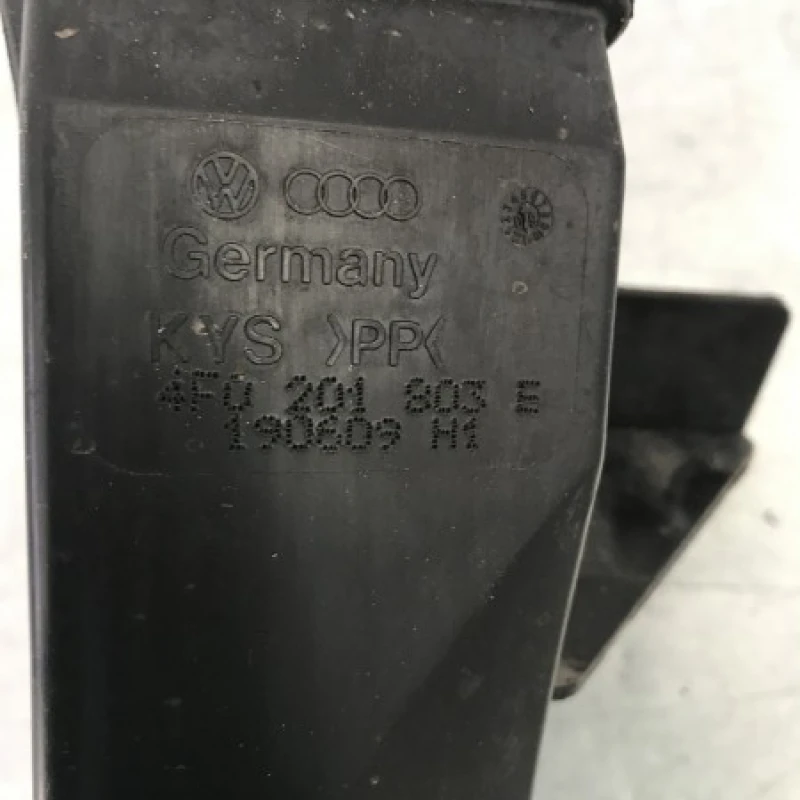 Germany
KYS >PP<
4F0 201 803 E
190609 H1